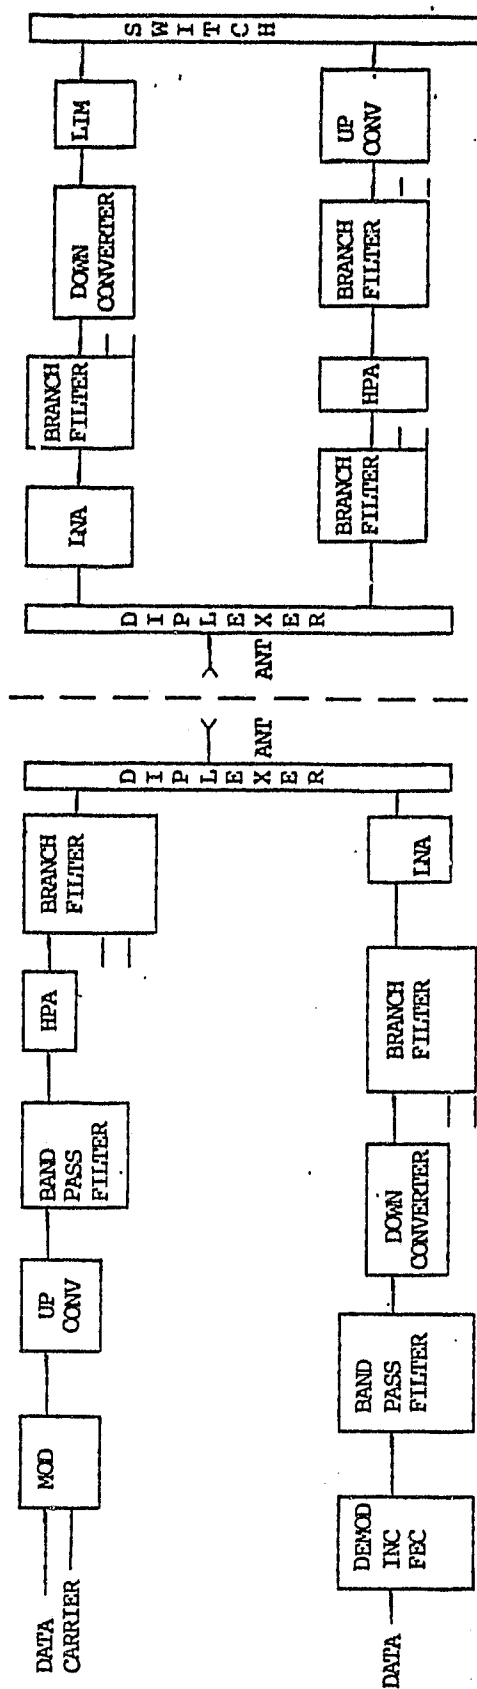 DATA
CARRIER
MOD
UP
CONV
BAND
PASS
FILTER
HPA
BRANCH
FILTER
DIPLEXER
ANT
ANT
DIPLEXER
LNA
BRANCH
FILTER
DOWN
CONVERTER
LIM
SWITCH
DATA
DEMOD
INC
FEC
BAND
PASS
FILTER
DOWN
CONVERTER
BRANCH
FILTER
LNA
BRANCH
FILTER
HPA
BRANCH
FILTER
UP
CONV